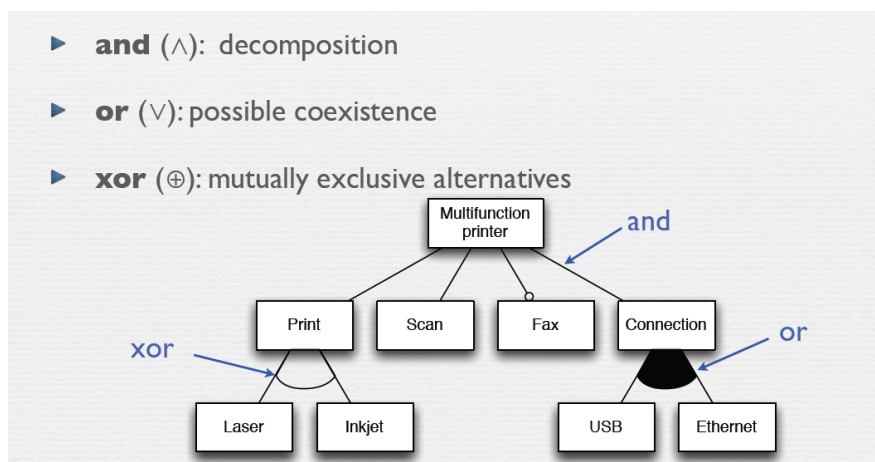 and (∧): decomposition
or (∨): possible coexistence
xor (⊕): mutually exclusive alternatives
Multifunction
printer
and
Print
Scan
Fax
Connection
xor
or
Laser
Inkjet
USB
Ethernet